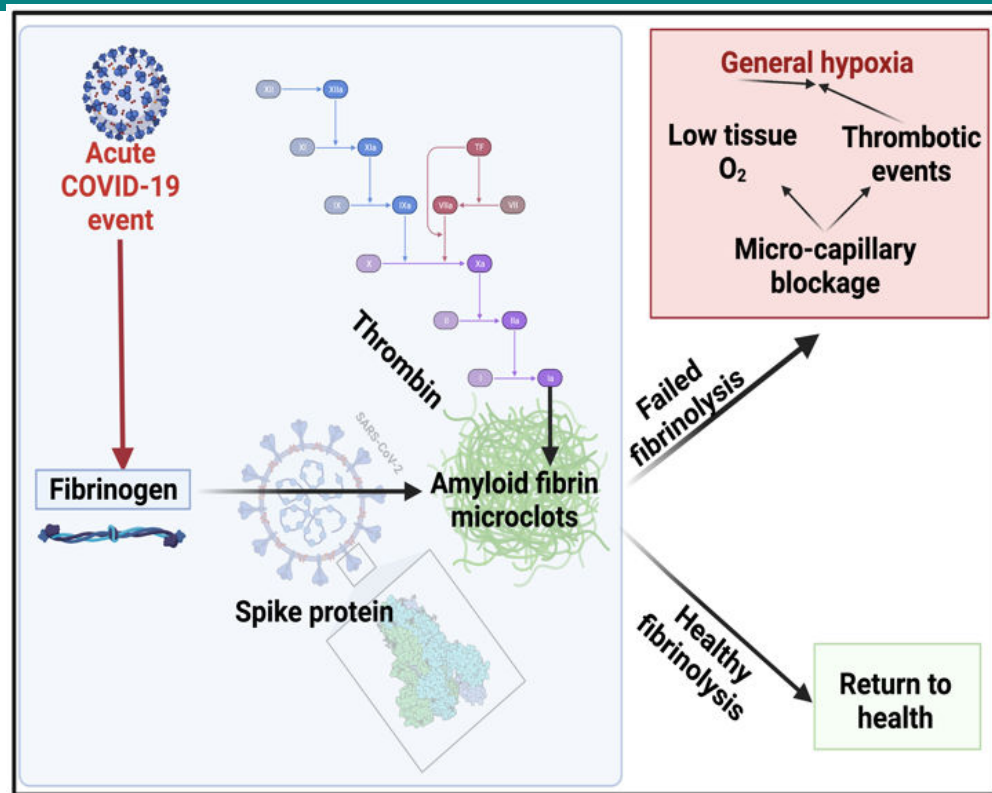 Acute
COVID-19
event
XII
XIIa
XI
XIa
TF
IX
IXa
VIIa
VII
X
Xa
II
IIa
I
Ia
Thrombin
SARS-CoV-2
Fibrinogen
Amyloid fibrin
microclots
Spike protein
General hypoxia
Low tissue
O₂
Thrombotic
events
Micro-capillary
blockage
Failed
fibrinolysis
Healthy
fibrinolysis
Return to
health